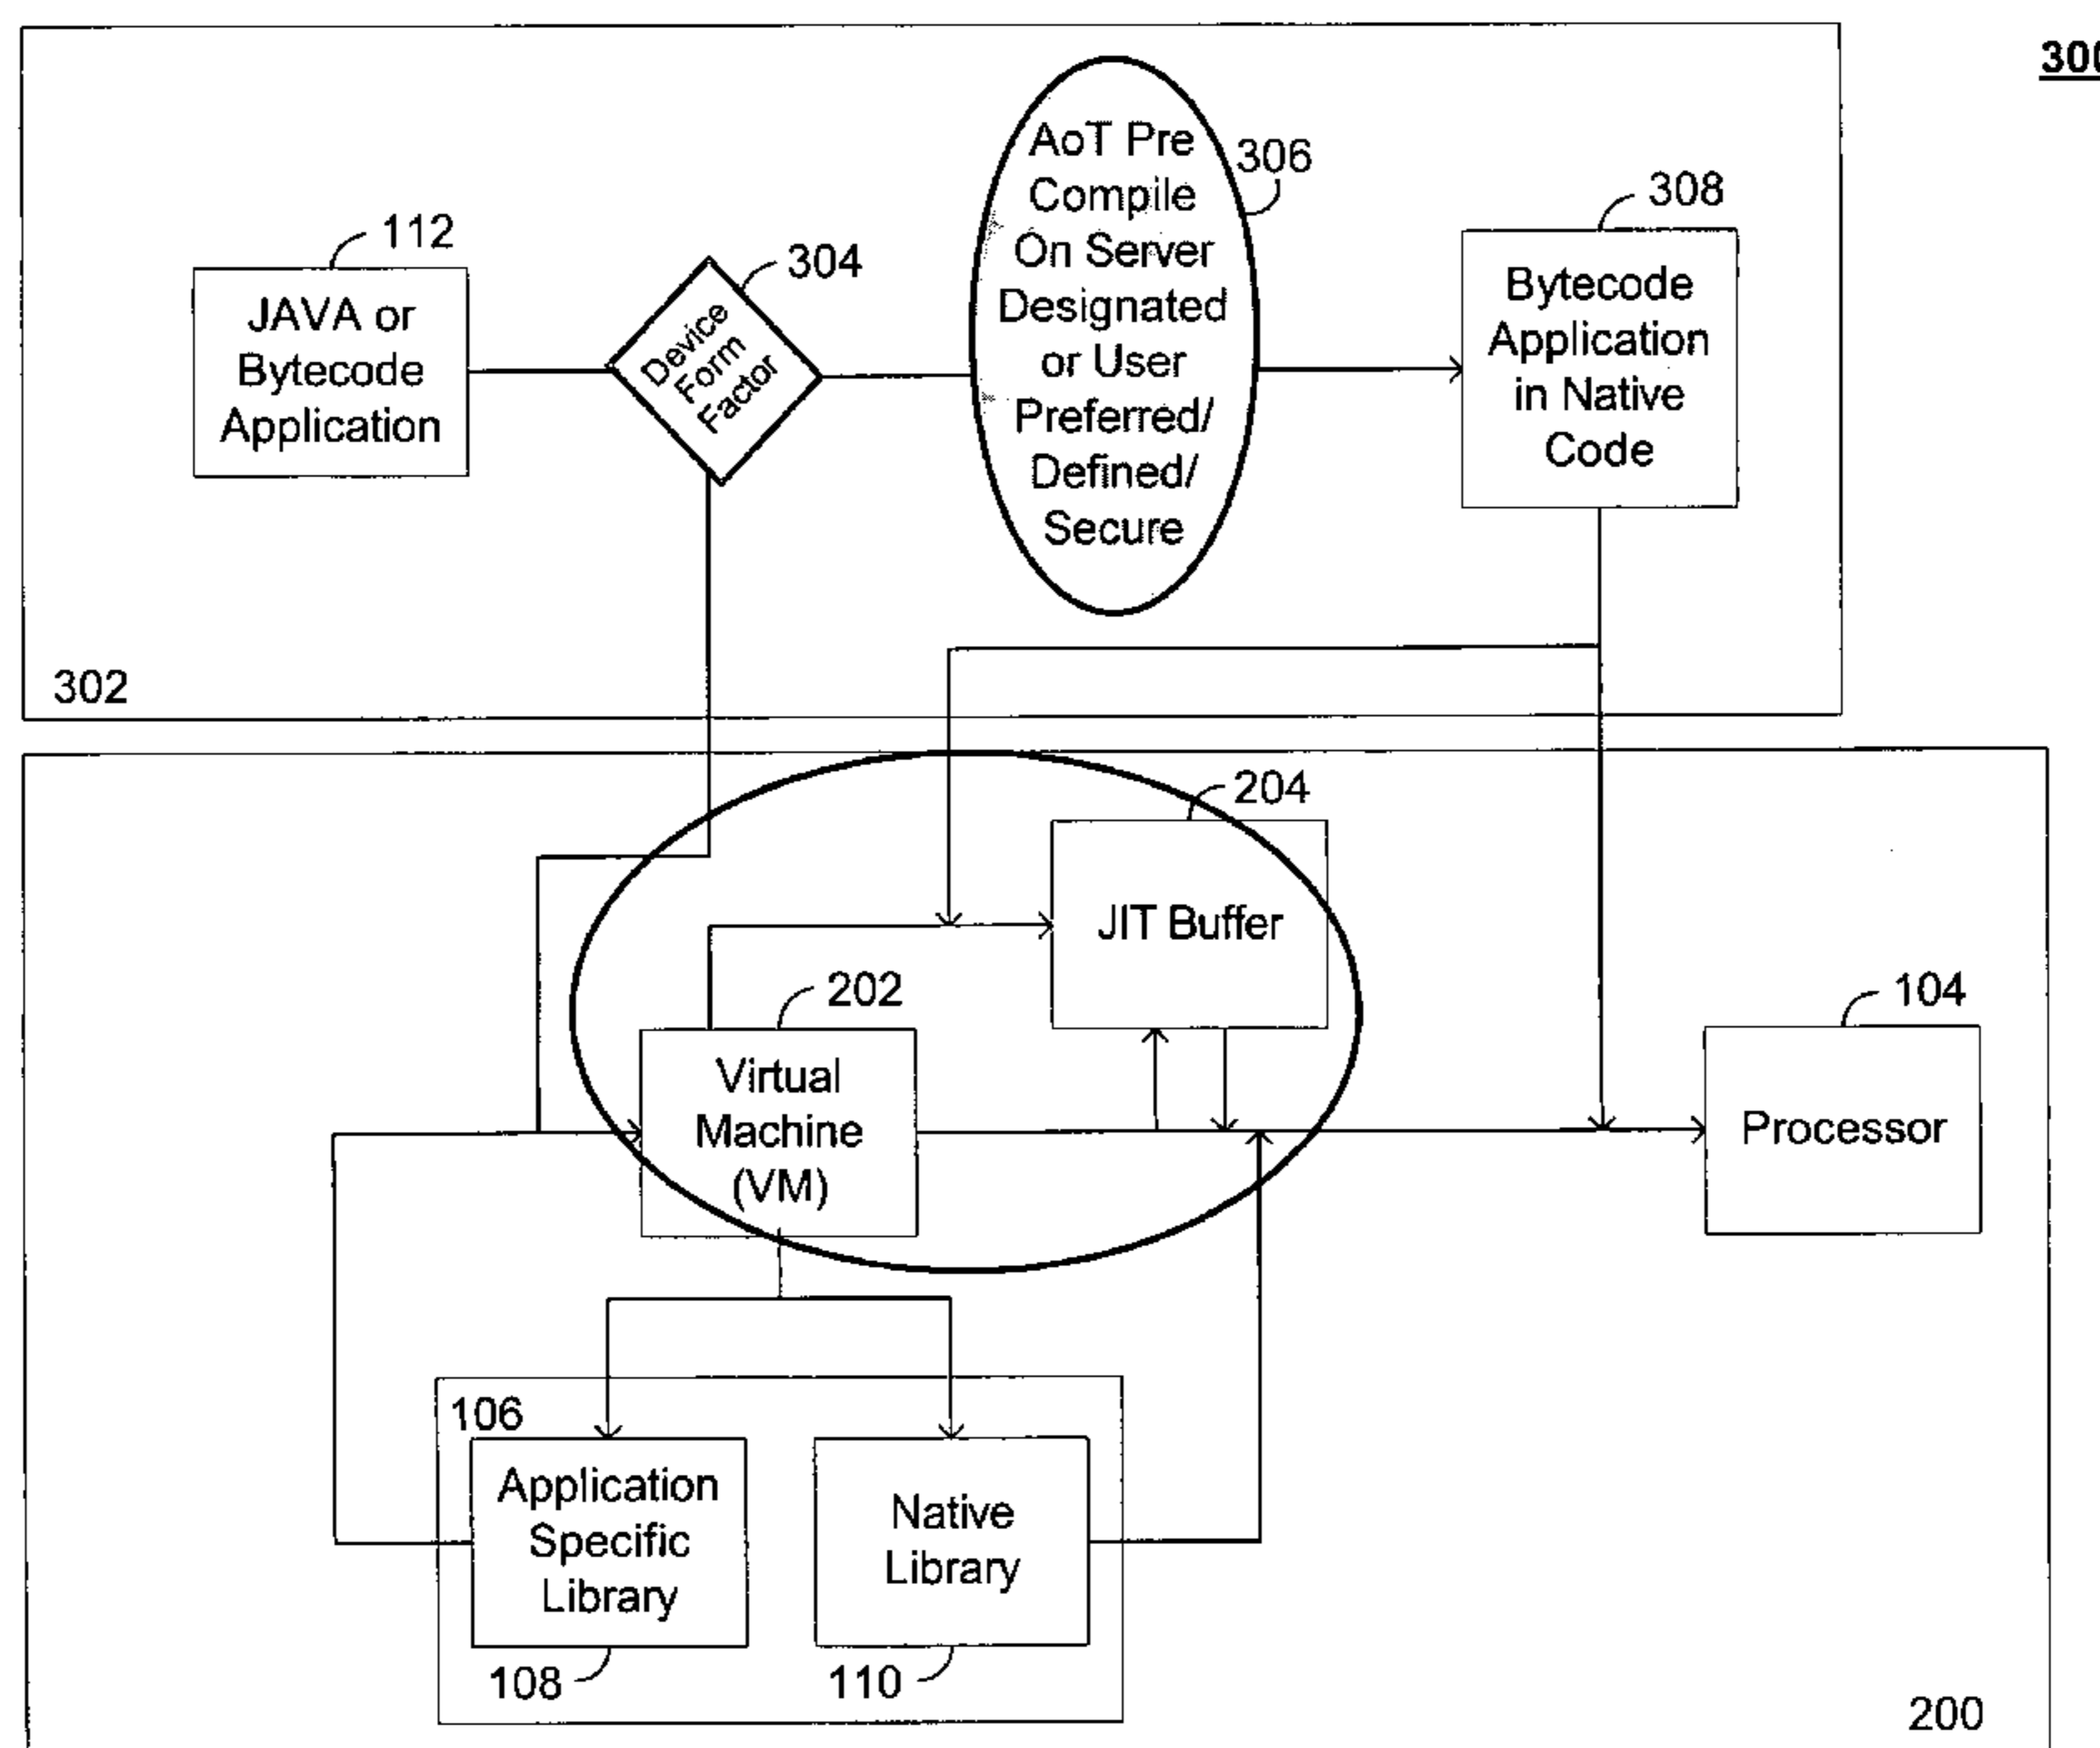 300
306
AoT Pre
Compile
On Server
Designated
or User
Preferred/
Defined/
Secure
308
Bytecode
Application
in Native
Code
112
JAVA or
Bytecode
Application
304
Device
Form
Factor
302
204
JIT Buffer
202
Virtual
Machine
(VM)
104
Processor
106
Application
Specific
Library
108
Native
Library
110
200